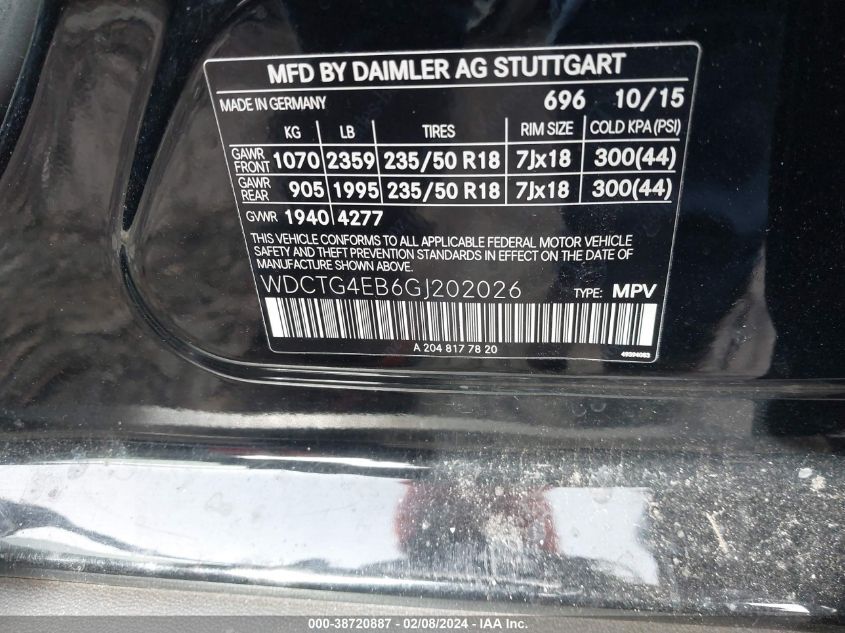 MFD BY DAIMLER AG STUTTGART
MADE IN GERMANY 696 10/15
KG LB TIRES RIM SIZE COLD KPA (PSI)
GAWR FRONT 1070 2359 235/50 R18 7Jx18 300(44)
GAWR REAR 905 1995 235/50 R18 7Jx18 300(44)
GVWR 1940 4277
THIS VEHICLE CONFORMS TO ALL APPLICABLE FEDERAL MOTOR VEHICLE
SAFETY AND THEFT PREVENTION STANDARDS IN EFFECT ON THE DATE OF
MANUFACTURE SHOWN ABOVE.
WDCTG4EB6GJ202026 TYPE: MPV
A 204 817 78 20 49394083
000-38720887 - 02/08/2024 - IAA Inc.